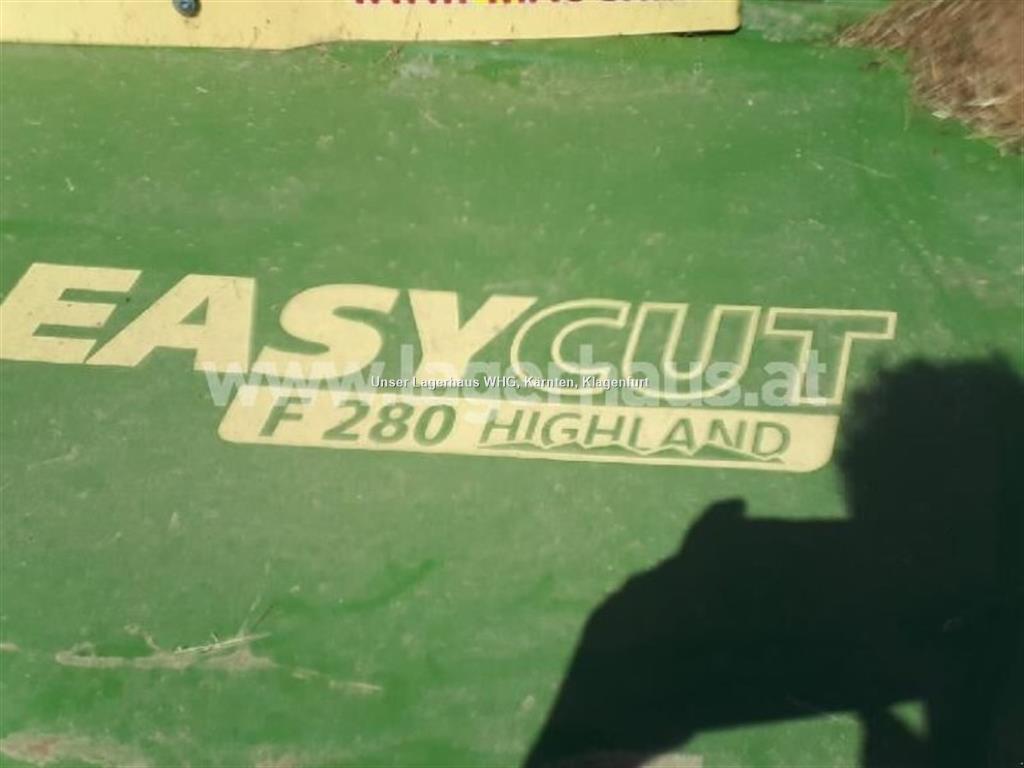 EASYCUT
www.lagerhaus.at
Unser Lagerhaus WHG, Kärnten, Klagenfurt
F 280 HIGHLAND